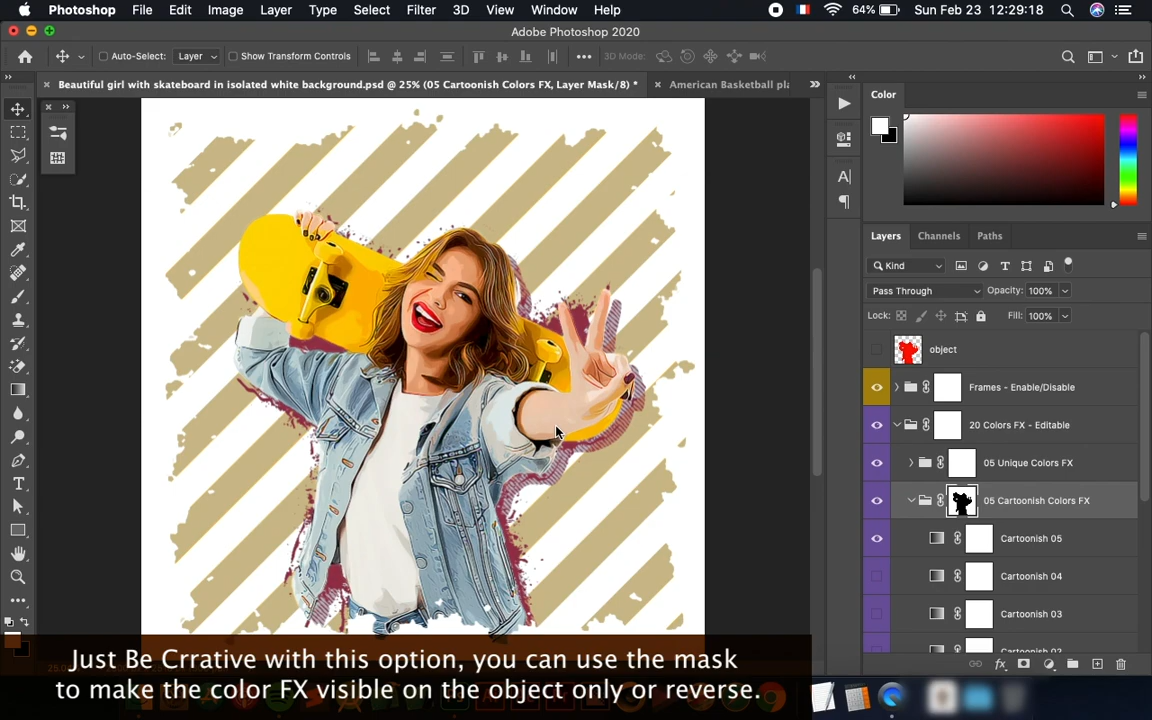 Photoshop File Edit Image Layer Type Select Filter 3D View Window Help 64% Sun Feb 23 12:29:18
Adobe Photoshop 2020
Auto-Select: Layer Show Transform Controls 3D Mode:
Beautiful girl with skateboard in isolated white background.psd @ 25% (05 Cartoonish Colors FX, Layer Mask/8) * American Basketball pla
Color
Layers Channels Paths
Kind
Pass Through Opacity: 100%
Lock: Fill: 100%
object
Frames - Enable/Disable
20 Colors FX - Editable
05 Unique Colors FX
05 Cartoonish Colors FX
Cartoonish 05
Cartoonish 04
Cartoonish 03
Cartoonish 02
Just Be Crrative with this option, you can use the mask
to make the color FX visible on the object only or reverse.